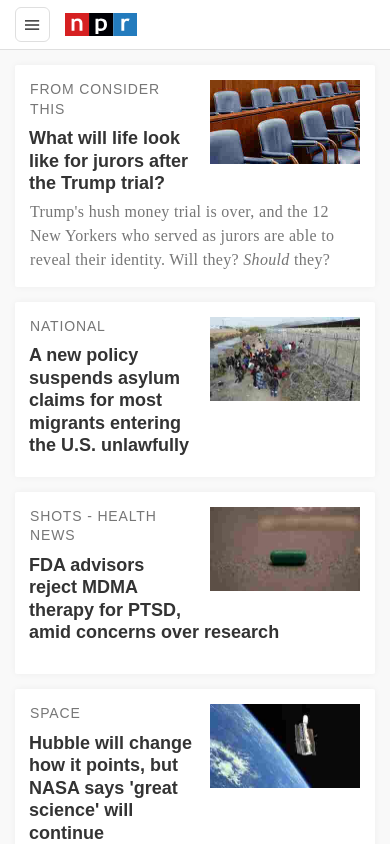 npr
FROM CONSIDER
THIS
What will life look
like for jurors after
the Trump trial?
Trump's hush money trial is over, and the 12
New Yorkers who served as jurors are able to
reveal their identity. Will they? Should they?
NATIONAL
A new policy
suspends asylum
claims for most
migrants entering
the U.S. unlawfully
SHOTS - HEALTH
NEWS
FDA advisors
reject MDMA
therapy for PTSD,
amid concerns over research
SPACE
Hubble will change
how it points, but
NASA says 'great
science' will
continue